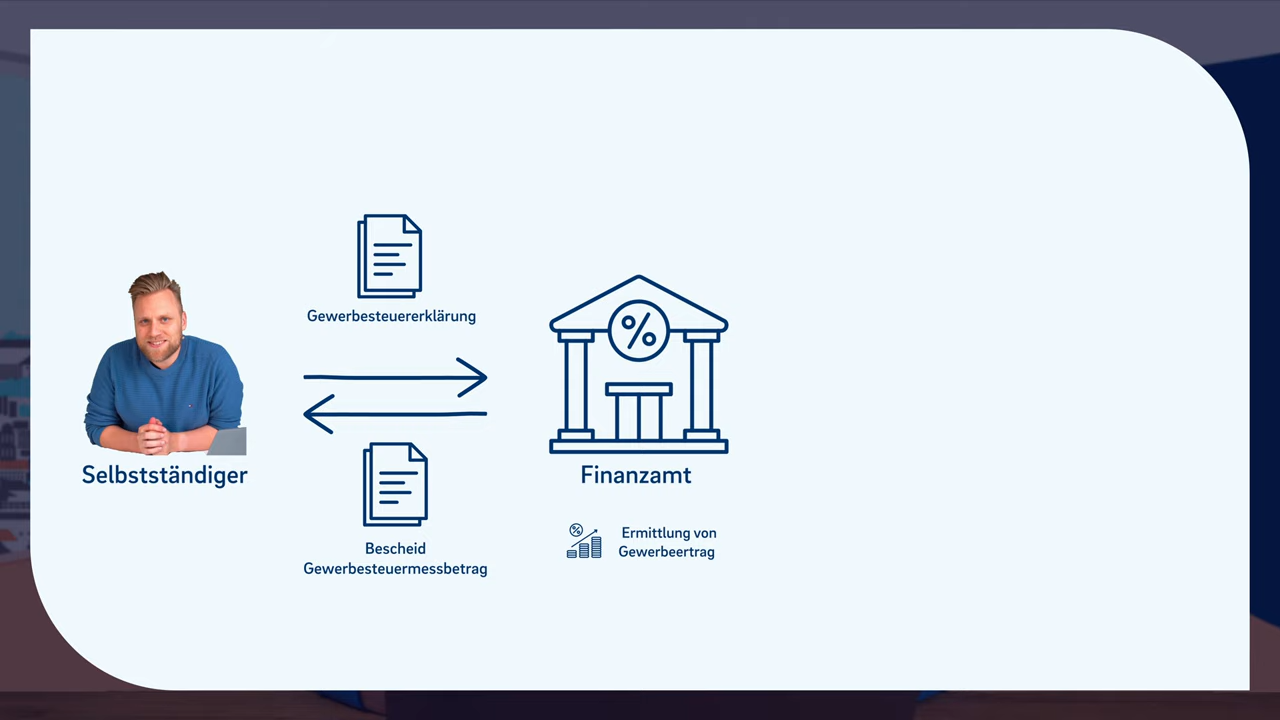 Gewerbesteuererklärung
Selbstständiger
Finanzamt
Bescheid
Gewerbesteuermessbetrag
Ermittlung von
Gewerbeertrag